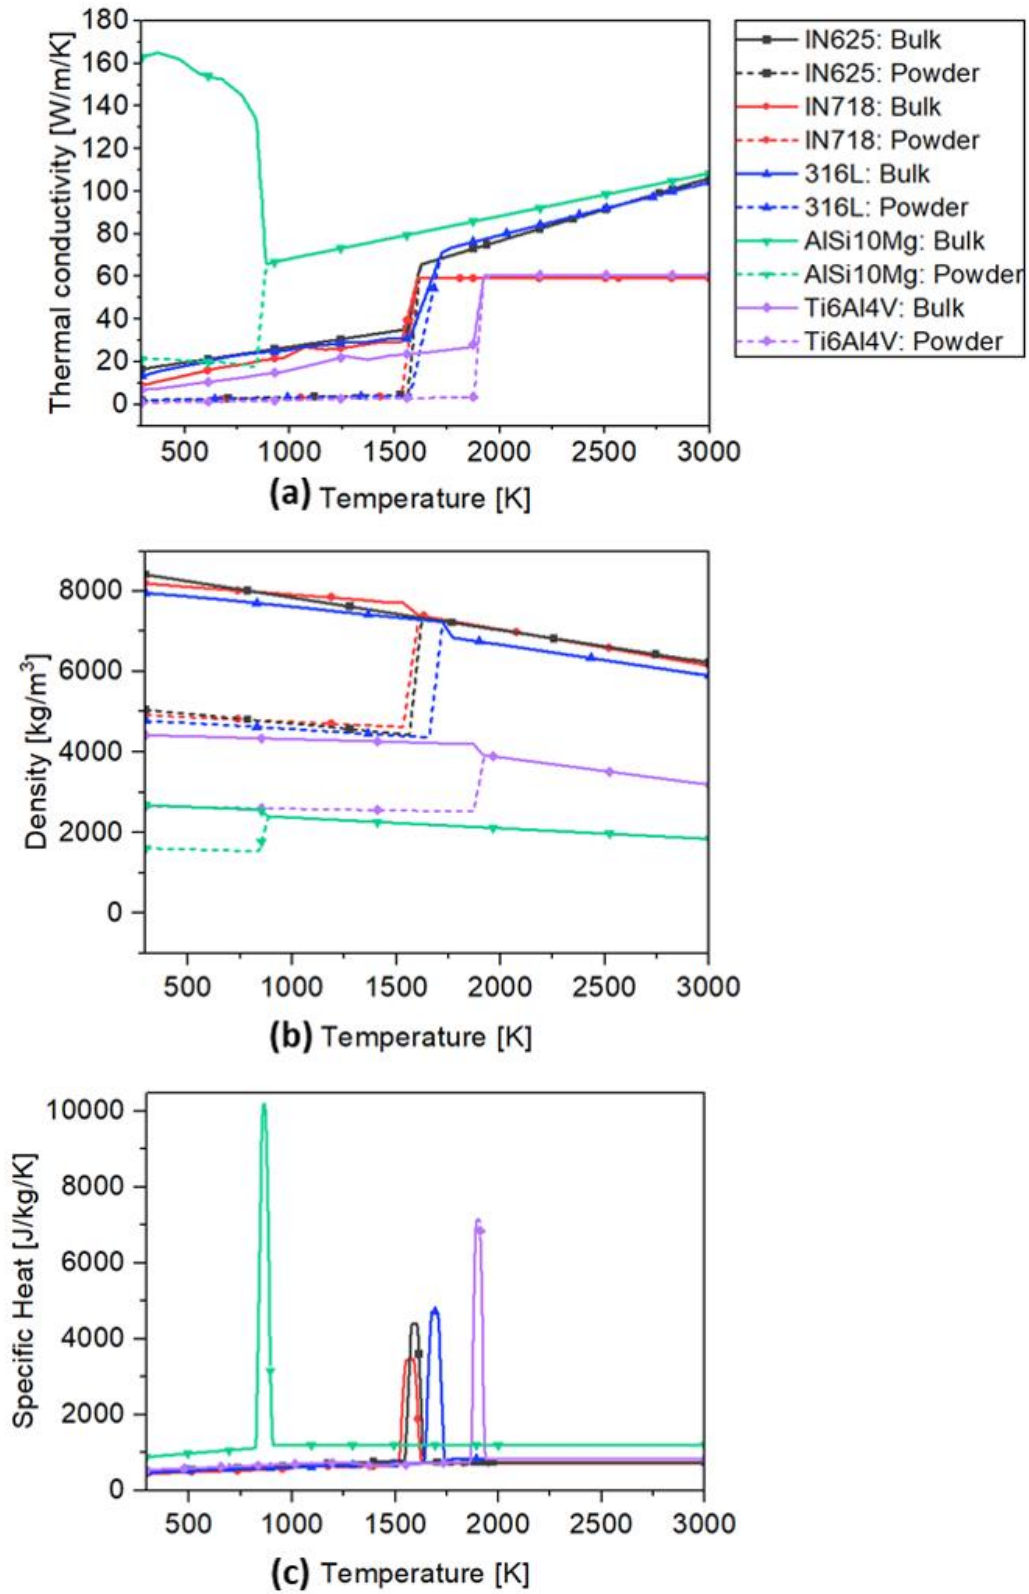 Thermal conductivity [W/m/K]
180
160
140
120
100
80
60
40
20
0
500 1000 1500 2000 2500 3000
(a) Temperature [K]
IN625: Bulk
IN625: Powder
IN718: Bulk
IN718: Powder
316L: Bulk
316L: Powder
AlSi10Mg: Bulk
AlSi10Mg: Powder
Ti6Al4V: Bulk
Ti6Al4V: Powder
Density [kg/m³]
8000
6000
4000
2000
0
500 1000 1500 2000 2500 3000
(b) Temperature [K]
Specific Heat [J/kg/K]
10000
8000
6000
4000
2000
0
500 1000 1500 2000 2500 3000
(c) Temperature [K]